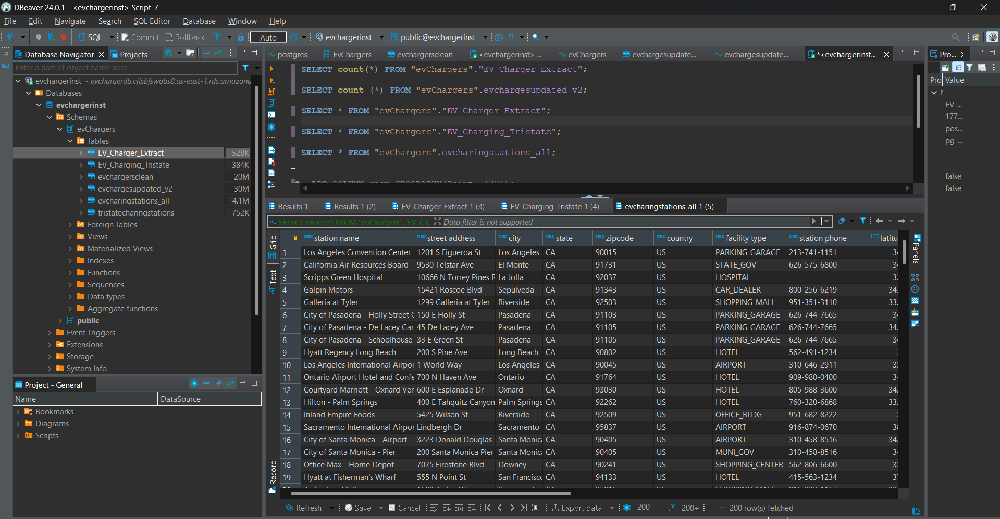 DBeaver 24.0.1 - <evchargerinst> Script-7
File Edit Navigate Search SQL Editor Database Window Help
SQL Commit Rollback Auto evchargerinst public@evchargerinst
Database Navigator Projects
Enter a part of object name here
evchargerinst - evchargerdb.cjlsbfswobs8.us-east-1.rds.amazona
Databases
evchargerinst
Schemas
evChargers
Tables
EV_Charger_Extract 528K
EV_Charging_Tristate 384K
evchargersclean 20M
evchargesupdated_v2 30M
evcharingstations_all 4.1M
tristatecharingstations 752K
Foreign Tables
Views
Materialized Views
Indexes
Functions
Sequences
Data types
Aggregate functions
public
Event Triggers
Extensions
Storage
System Info
Project - General
Name DataSource
Bookmarks
Diagrams
Scripts
postgres EvChargers evchargersclean <evchargerinst> ... evChargers evchargesupdate... evchargesupdate... *<evchargerinst...
SELECT count(*) FROM "evChargers"."EV_Charger_Extract";
SELECT count (*) FROM "evChargers".evchargesupdated_v2;
SELECT * FROM "evChargers"."EV_Charger_Extract";
SELECT * FROM "evChargers"."EV_Charging_Tristate";
SELECT * FROM "evChargers".evcharingstations_all;
Results 1 Results 1 (2) EV_Charger_Extract 1 (3) EV_Charging_Tristate 1 (4) evcharingstations_all 1 (5)
SELECT count(*) FROM "evChargers"."EV_Ch Data filter is not supported
Grid
Text
Record
station name street address city state zipcode country facility type station phone latitu
1 Los Angeles Convention Center 1201 S Figueroa St Los Angeles CA 90015 US PARKING_GARAGE 213-741-1151 34
2 California Air Resources Board 9530 Telstar Ave El Monte CA 91731 US STATE_GOV 626-575-6800 34
3 Scripps Green Hospital 10666 N Torrey Pines R La Jolla CA 92037 US HOSPITAL 32
4 Galpin Motors 15421 Roscoe Blvd Sepulveda CA 91343 US CAR_DEALER 800-256-6219 34.
5 Galleria at Tyler 1299 Galleria at Tyler Riverside CA 92503 US SHOPPING_MALL 951-351-3110 33.
6 City of Pasadena - Holly Street G 150 E Holly St Pasadena CA 91103 US PARKING_GARAGE 626-744-7665 34
7 City of Pasadena - De Lacey Gar 45 De Lacey Ave Pasadena CA 91105 US PARKING_GARAGE 626-744-7665 34.
8 City of Pasadena - Schoolhouse 33 E Green St Pasadena CA 91105 US PARKING_GARAGE 626-744-7665 34
9 Hyatt Regency Long Beach 200 S Pine Ave Long Beach CA 90802 US HOTEL 562-491-1234
10 Los Angeles International Airpor 1 World Way Los Angeles CA 90045 US AIRPORT 310-646-2911 33
11 Ontario Airport Hotel and Confe 700 N Haven Ave Ontario CA 91764 US HOTEL 909-980-0400 34
12 Courtyard Marriott - Oxnard Ven 600 E Esplanade Dr Oxnard CA 93030 US HOTEL 805-988-3600 34.
13 Hilton - Palm Springs 400 E Tahquitz Canyon Palm Springs CA 92262 US HOTEL 760-320-6868 33.
14 Inland Empire Foods 5425 Wilson St Riverside CA 92509 US OFFICE_BLDG 951-682-8222
15 Sacramento International Airpor Lindbergh Dr Sacramento CA 95837 US AIRPORT 916-874-0670 38
16 City of Santa Monica - Airport 3223 Donald Douglas Santa Monica CA 90405 US AIRPORT 310-458-8516 34.
17 City of Santa Monica - Pier 200 Santa Monica Pier Santa Monica CA 90405 US MUNI_GOV 310-458-8516 34
18 Office Max - Home Depot 7075 Firestone Blvd Downey CA 90241 US SHOPPING_CENTER 562-806-6600 33
19 Hyatt at Fisherman's Wharf 555 N Point St San Francisco CA 94133 US HOTEL 415-563-1234 37
Panels
Refresh Save Cancel Export data 200 200+ 200 row(s) fetched
Pro...
Pro Value
EV_...
177...
pos...
pg_...
false
false